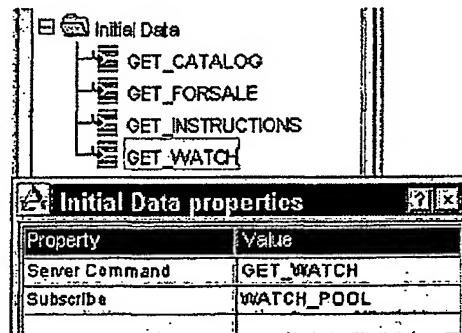 Initial Data
GET_CATALOG
GET_FORSALE
GET_INSTRUCTIONS
GET_WATCH
Initial Data properties
Property Value
Server Command GET_WATCH
Subscribe WATCH_POOL